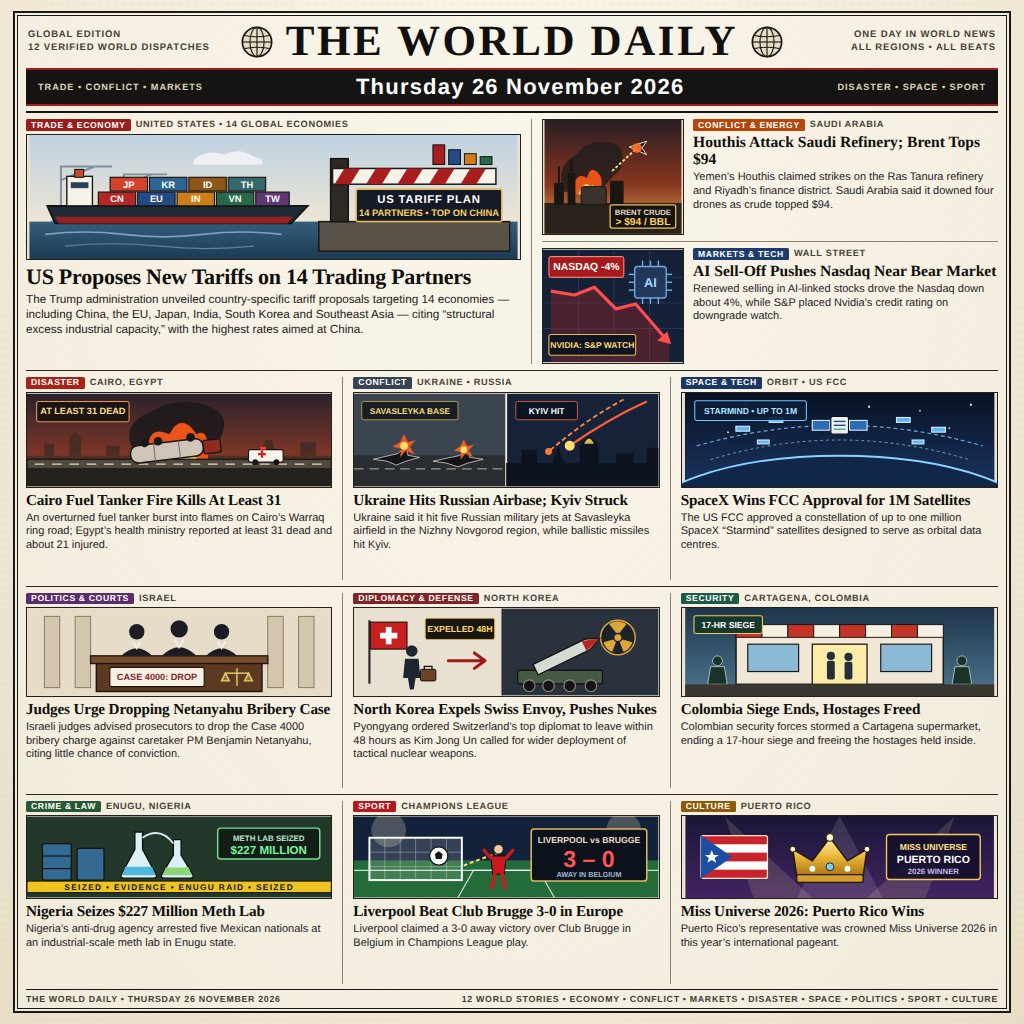 GLOBAL EDITION
12 VERIFIED WORLD DISPATCHES
THE WORLD DAILY
ONE DAY IN WORLD NEWS
ALL REGIONS • ALL BEATS
TRADE • CONFLICT • MARKETS
Thursday 26 November 2026
DISASTER • SPACE • SPORT
TRADE & ECONOMY UNITED STATES • 14 GLOBAL ECONOMIES
JP KR ID TH
CN EU IN VN TW
US TARIFF PLAN
14 PARTNERS • TOP ON CHINA
US Proposes New Tariffs on 14 Trading Partners
The Trump administration unveiled country-specific tariff proposals targeting 14 economies —
including China, the EU, Japan, India, South Korea and Southeast Asia — citing “structural
excess industrial capacity,” with the highest rates aimed at China.
BRENT CRUDE
> $94 / BBL
CONFLICT & ENERGY SAUDI ARABIA
Houthis Attack Saudi Refinery; Brent Tops
$94
Yemen’s Houthis claimed strikes on the Ras Tanura refinery
and Riyadh’s finance district. Saudi Arabia said it downed four
drones as crude topped $94.
NASDAQ -4%
AI
NVIDIA: S&P WATCH
MARKETS & TECH WALL STREET
AI Sell-Off Pushes Nasdaq Near Bear Market
Renewed selling in AI-linked stocks drove the Nasdaq down
about 4%, while S&P placed Nvidia’s credit rating on
downgrade watch.
DISASTER CAIRO, EGYPT
AT LEAST 31 DEAD
Cairo Fuel Tanker Fire Kills At Least 31
An overturned fuel tanker burst into flames on Cairo’s Warraq
ring road; Egypt’s health ministry reported at least 31 dead and
about 21 injured.
CONFLICT UKRAINE • RUSSIA
SAVASLEYKA BASE
KYIV HIT
Ukraine Hits Russian Airbase; Kyiv Struck
Ukraine said it hit five Russian military jets at Savasleyka
airfield in the Nizhny Novgorod region, while ballistic missiles
hit Kyiv.
SPACE & TECH ORBIT • US FCC
STARMIND • UP TO 1M
SpaceX Wins FCC Approval for 1M Satellites
The US FCC approved a constellation of up to one million
SpaceX “Starmind” satellites designed to serve as orbital data
centres.
POLITICS & COURTS ISRAEL
CASE 4000: DROP
Judges Urge Dropping Netanyahu Bribery Case
Israeli judges advised prosecutors to drop the Case 4000
bribery charge against caretaker PM Benjamin Netanyahu,
citing little chance of conviction.
DIPLOMACY & DEFENSE NORTH KOREA
EXPELLED 48H
North Korea Expels Swiss Envoy, Pushes Nukes
Pyongyang ordered Switzerland’s top diplomat to leave within
48 hours as Kim Jong Un called for wider deployment of
tactical nuclear weapons.
SECURITY CARTAGENA, COLOMBIA
17-HR SIEGE
Colombia Siege Ends, Hostages Freed
Colombian security forces stormed a Cartagena supermarket,
ending a 17-hour siege and freeing the hostages held inside.
CRIME & LAW ENUGU, NIGERIA
METH LAB SEIZED
$227 MILLION
SEIZED • EVIDENCE • ENUGU RAID • SEIZED
Nigeria Seizes $227 Million Meth Lab
Nigeria’s anti-drug agency arrested five Mexican nationals at
an industrial-scale meth lab in Enugu state.
SPORT CHAMPIONS LEAGUE
LIVERPOOL vs BRUGGE
3 – 0
AWAY IN BELGIUM
Liverpool Beat Club Brugge 3-0 in Europe
Liverpool claimed a 3-0 away victory over Club Brugge in
Belgium in Champions League play.
CULTURE PUERTO RICO
MISS UNIVERSE
PUERTO RICO
2026 WINNER
Miss Universe 2026: Puerto Rico Wins
Puerto Rico’s representative was crowned Miss Universe 2026 in
this year’s international pageant.
THE WORLD DAILY • THURSDAY 26 NOVEMBER 2026
12 WORLD STORIES • ECONOMY • CONFLICT • MARKETS • DISASTER • SPACE • POLITICS • SPORT • CULTURE